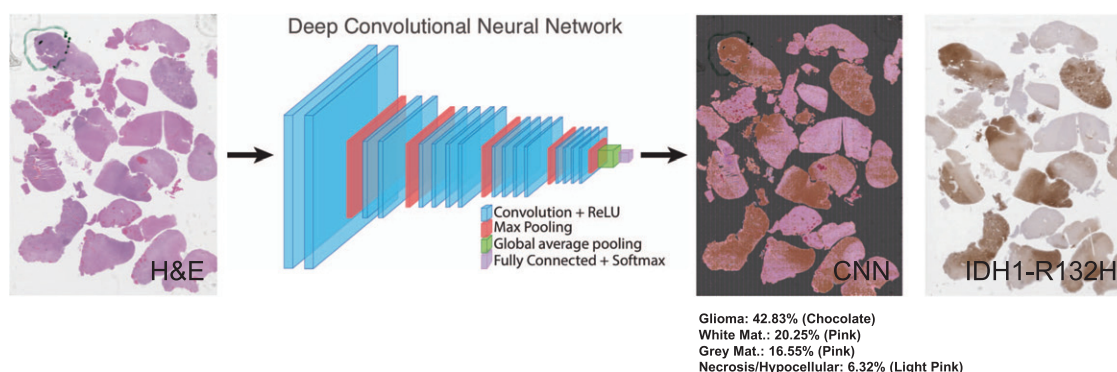 Deep Convolutional Neural Network
H&E
Convolution + ReLU
Max Pooling
Global average pooling
Fully Connected + Softmax
CNN
IDH1-R132H
Glioma: 42.83% (Chocolate)
White Mat.: 20.25% (Pink)
Grey Mat.: 16.55% (Pink)
Necrosis/Hypocellular: 6.32% (Light Pink)